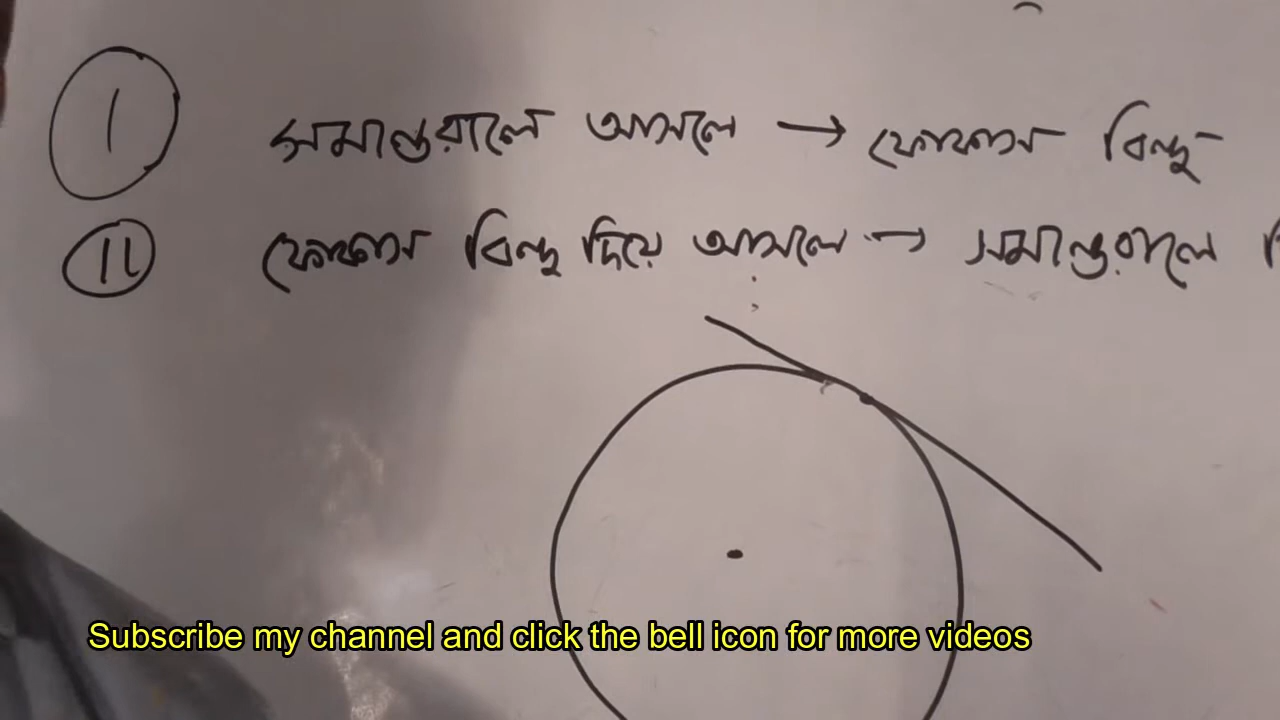 I সমান্তরালে আসলে → ফোকাস বিন্দু
II ফোকাস বিন্দু দিয়ে আসলে → সমান্তরালে
Subscribe my channel and click the bell icon for more videos